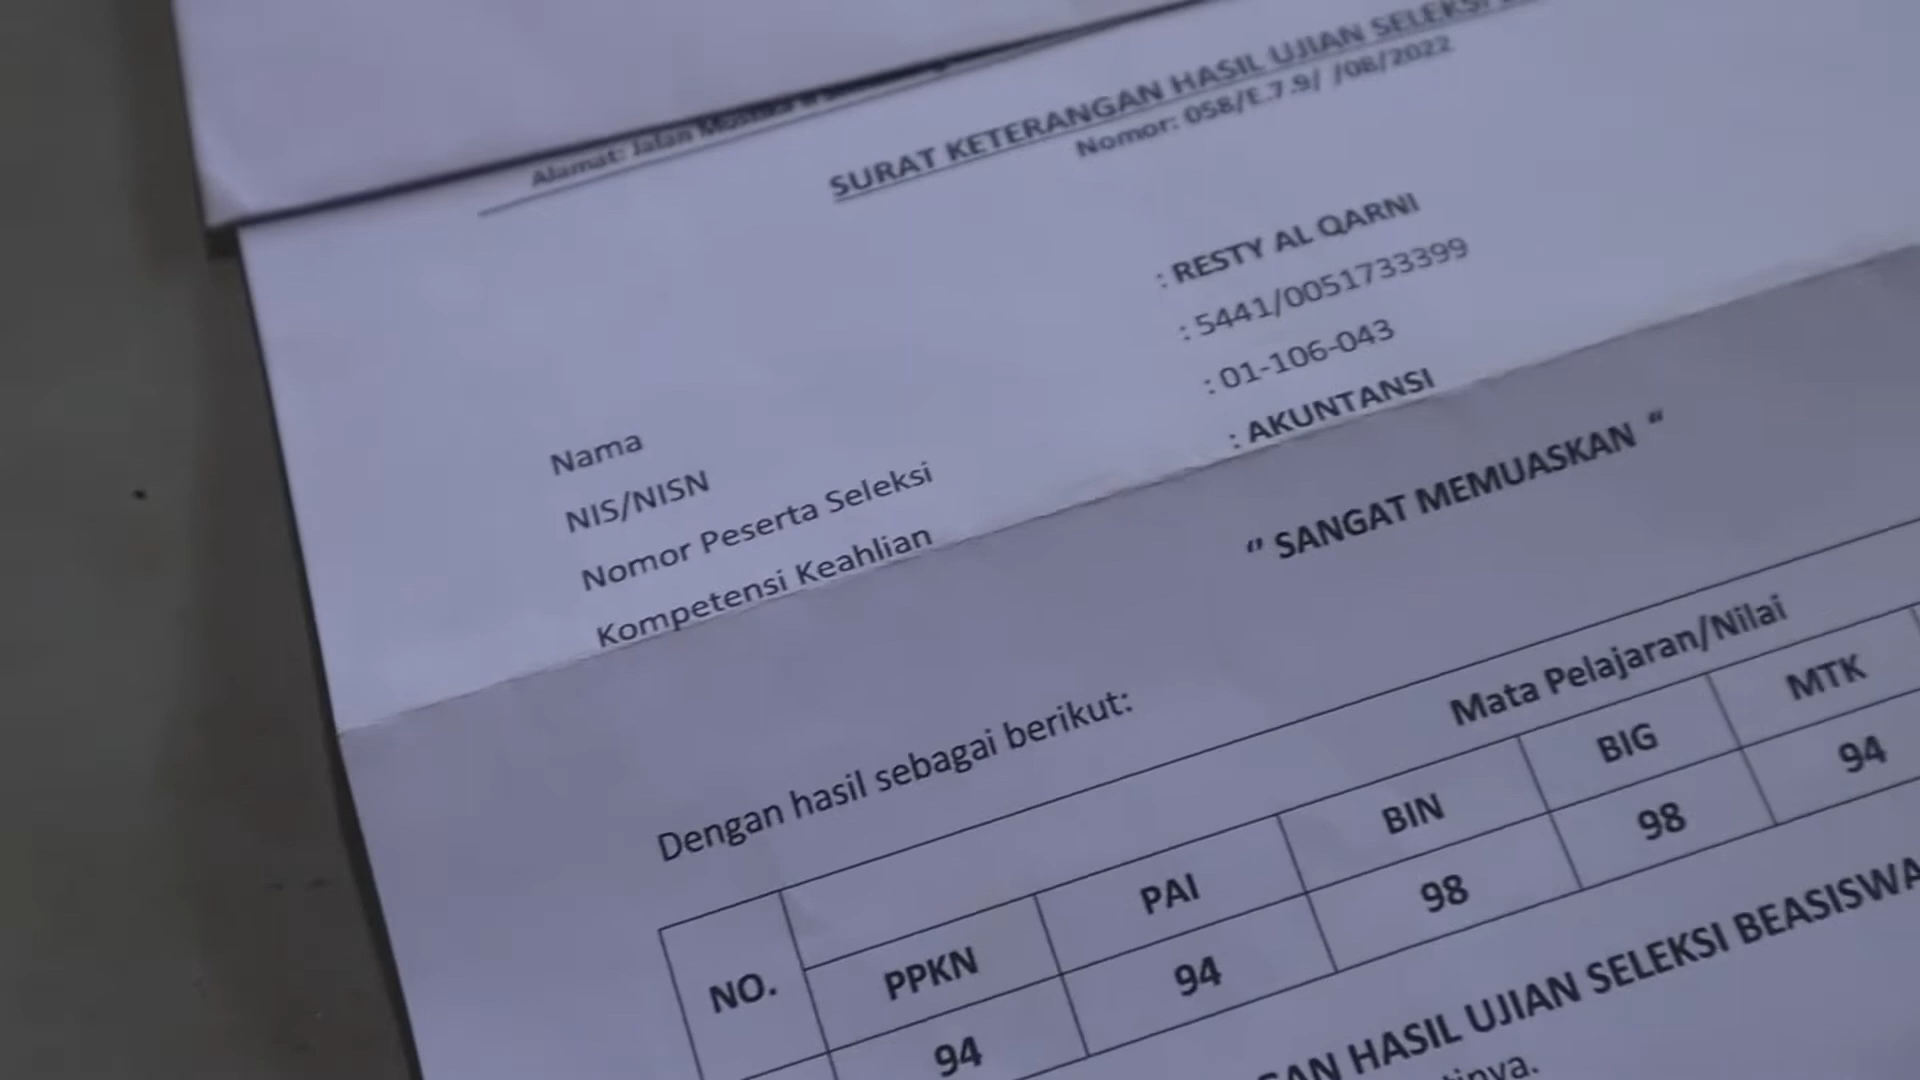 Alamat: Jalan
SURAT KETERANGAN HASIL UJIAN SELEKSI
Nomor: 058/E.7.9/ /08/2022
Nama : RESTY AL QARNI
NIS/NISN : 5441/0051733399
Nomor Peserta Seleksi : 01-106-043
Kompetensi Keahlian : AKUNTANSI
" SANGAT MEMUASKAN "
Dengan hasil sebagai berikut:
NO. Mata Pelajaran/Nilai
PPKN PAI BIN BIG MTK
94 94 98 98 94
HASIL UJIAN SELEKSI BEASISWA